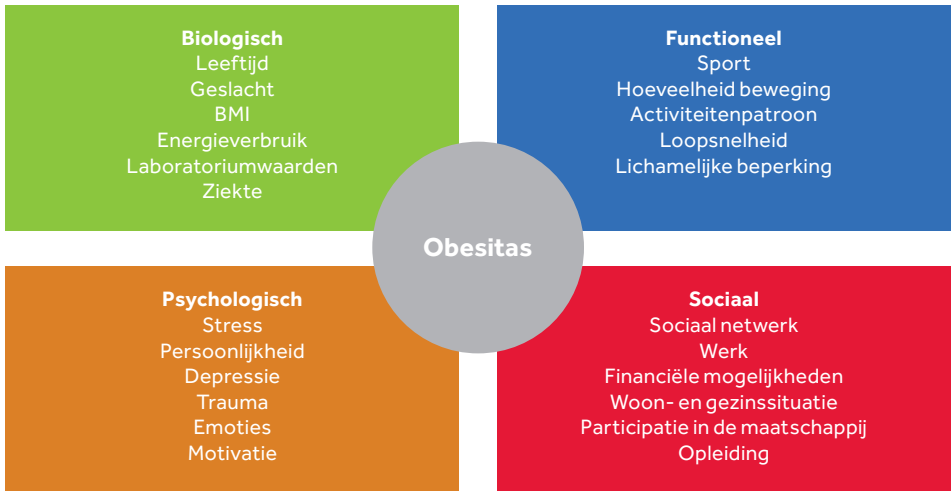 Biologisch
Leeftijd
Geslacht
BMI
Energieverbruik
Laboratoriumwaarden
Ziekte
Functioneel
Sport
Hoeveelheid beweging
Activiteitenpatroon
Loopsnelheid
Lichamelijke beperking
Obesitas
Psychologisch
Stress
Persoonlijkheid
Depressie
Trauma
Emoties
Motivatie
Sociaal
Sociaal netwerk
Werk
Financiële mogelijkheden
Woon- en gezinssituatie
Participatie in de maatschappij
Opleiding